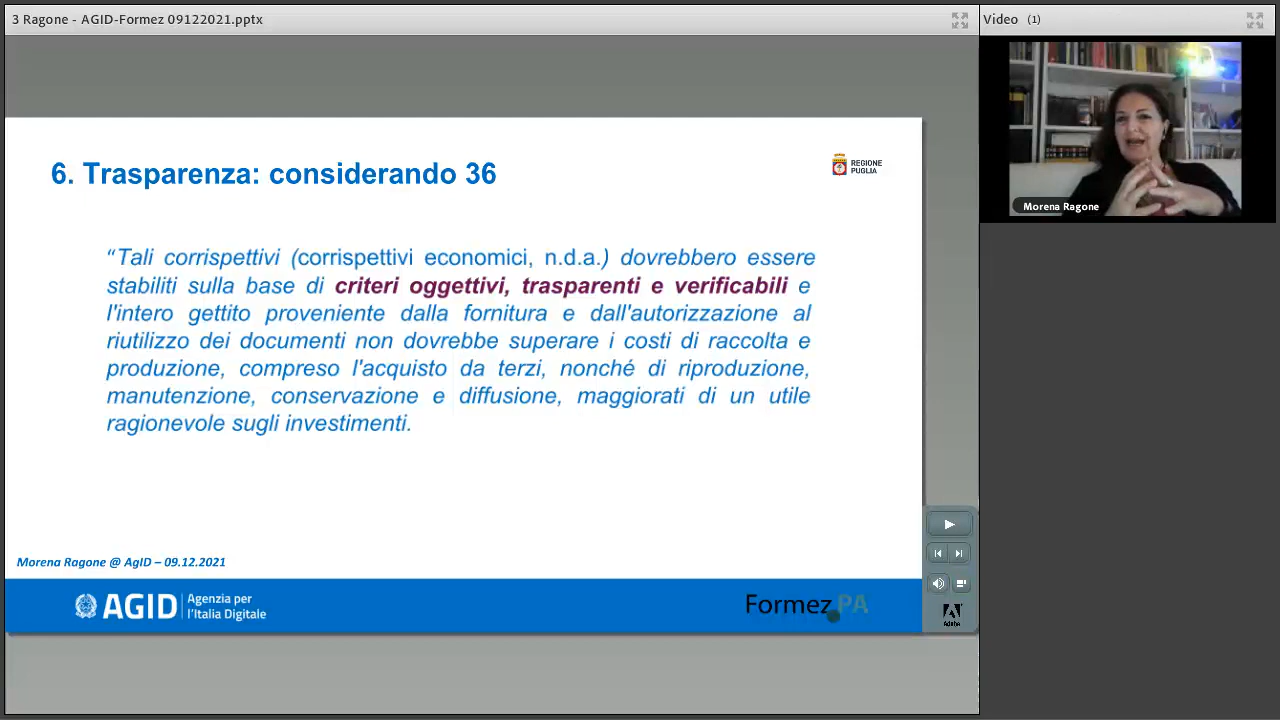 3 Ragone - AGID-Formez 09122021.pptx
Video (1)
Morena Ragone
6. Trasparenza: considerando 36
REGIONE
PUGLIA
“Tali corrispettivi (corrispettivi economici, n.d.a.) dovrebbero essere
stabiliti sulla base di criteri oggettivi, trasparenti e verificabili e
l'intero gettito proveniente dalla fornitura e dall'autorizzazione al
riutilizzo dei documenti non dovrebbe superare i costi di raccolta e
produzione, compreso l'acquisto da terzi, nonché di riproduzione,
manutenzione, conservazione e diffusione, maggiorati di un utile
ragionevole sugli investimenti.
Morena Ragone @ AgID – 09.12.2021
AGID
Agenzia per
l'Italia Digitale
Formez PA
Adobe